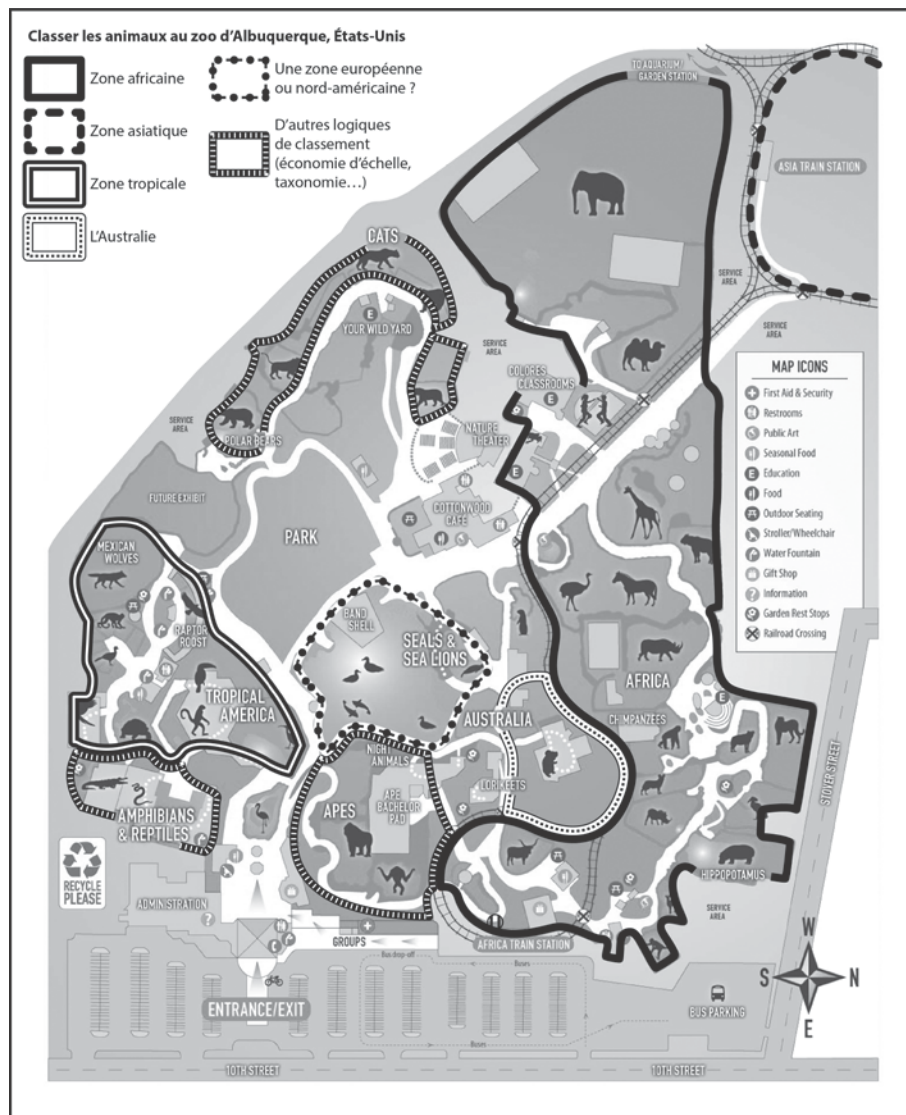 Classer les animaux au zoo d'Albuquerque, États-Unis
Zone africaine
Zone asiatique
Zone tropicale
L'Australie
Une zone européenne
ou nord-américaine ?
D'autres logiques
de classement
(économie d'échelle,
taxonomie…)
TO AQUARIUM/
GARDEN STATION
ASIA TRAIN STATION
CATS
SERVICE
AREA
YOUR WILD YARD
SERVICE
AREA
SERVICE
AREA
SERVICE
AREA
COLORES
CLASSROOMS
NATURE
THEATER
POLAR BEARS
SERVICE
AREA
FUTURE EXHIBIT
PARK
COTTONWOOD
CAFE
MAP ICONS
First Aid & Security
Restrooms
Public Art
Seasonal Food
E Education
Food
Outdoor Seating
Stroller/Wheelchair
Water Fountain
Gift Shop
? Information
Garden Rest Stops
Railroad Crossing
MEXICAN
WOLVES
RAPTOR
ROOST
TROPICAL
AMERICA
BAND
SHELL
SEALS &
SEA LIONS
AFRICA
AUSTRALIA
CHIMPANZEES
NIGHT
ANIMALS
LORIKEETS
APES
APE
BACHELOR
PAD
AMPHIBIANS
& REPTILES
RECYCLE
PLEASE
HIPPOPOTAMUS
STOVER STREET
ADMINISTRATION
GROUPS
AFRICA TRAIN STATION
SERVICE
AREA
Bus drop-off
Buses
ENTRANCE/EXIT
BUS PARKING
Buses
W
S N
E
10TH STREET
10TH STREET